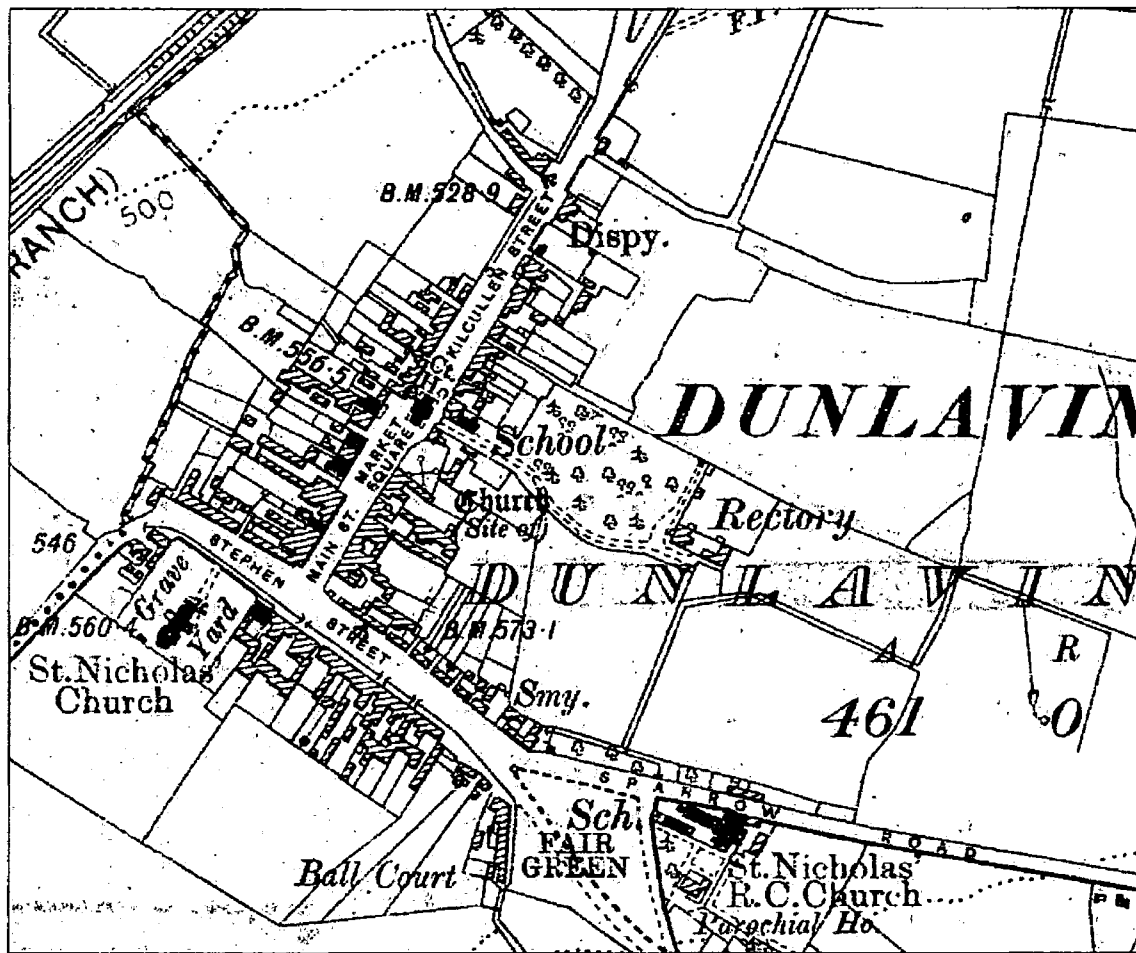 F.P.
RANCH)
500
B.M.528·9
KILCULLEN STREET
Dispy.
B.M.556·5
C.H.
MARKET
SQUARE
DUNLAVIN
School
Church
Site of
Rectory
MAIN ST.
546
STEPHEN
STREET
DUNLAVIN
Grave
Yard
B.M.560·4
B.M.573·1
A R
St.Nicholas'
Church
Smy.
461
O
SPARROW
ROAD
Sch.
FAIR
GREEN
Ball Court
St.Nicholas'
R.C.Church
Parochial Ho.